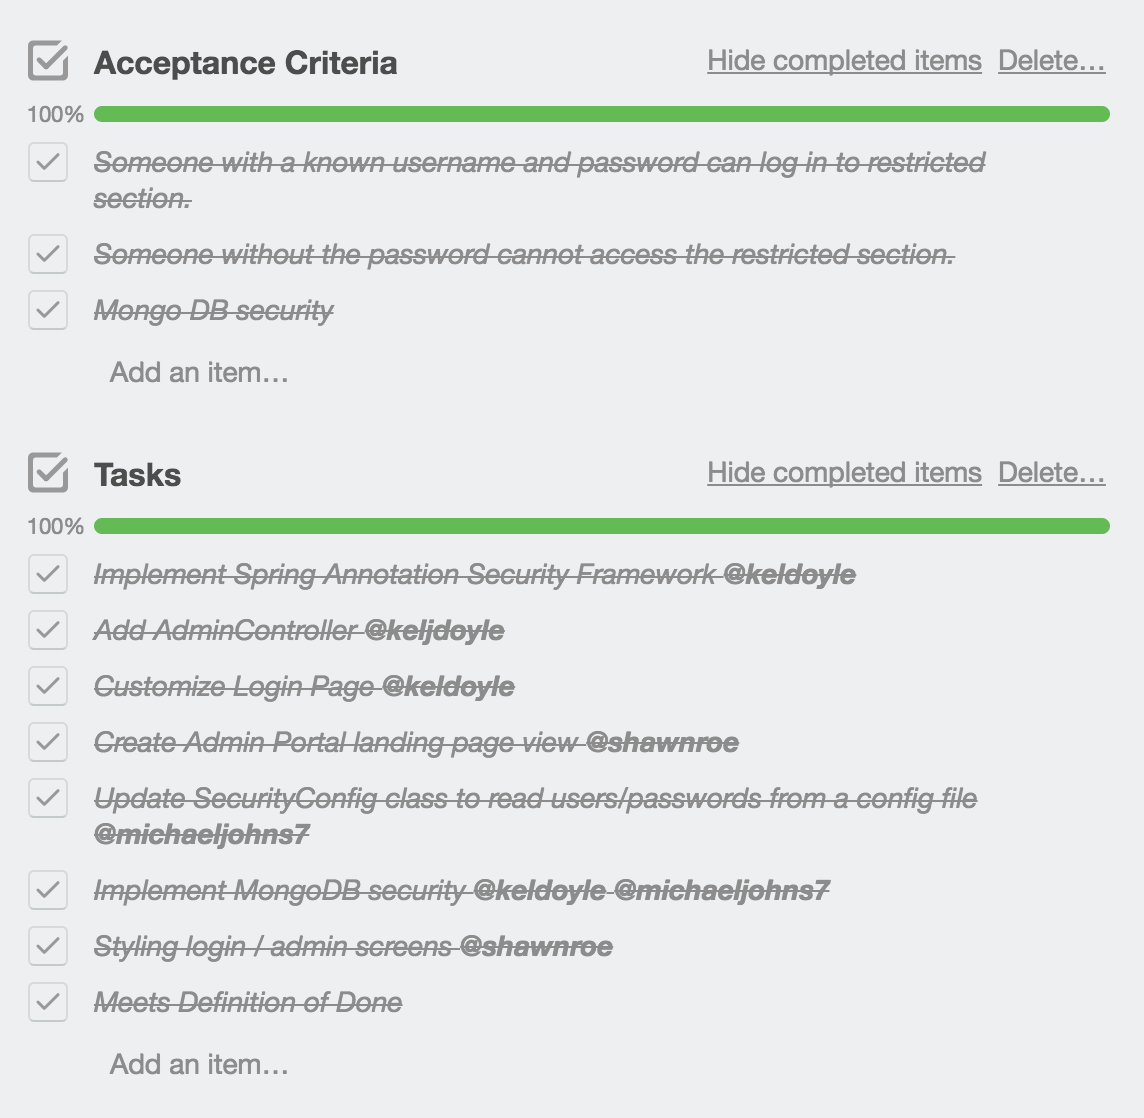 Acceptance Criteria Hide completed items Delete…
100%
Someone with a known username and password can log in to restricted
section.
Someone without the password cannot access the restricted section.
Mongo DB security
Add an item…
Tasks Hide completed items Delete…
100%
Implement Spring Annotation Security Framework @keldoyle
Add AdminController @keljdoyle
Customize Login Page @keldoyle
Create Admin Portal landing page view @shawnroe
Update SecurityConfig class to read users/passwords from a config file
@michaeljohns7
Implement MongoDB security @keldoyle @michaeljohns7
Styling login / admin screens @shawnroe
Meets Definition of Done
Add an item…